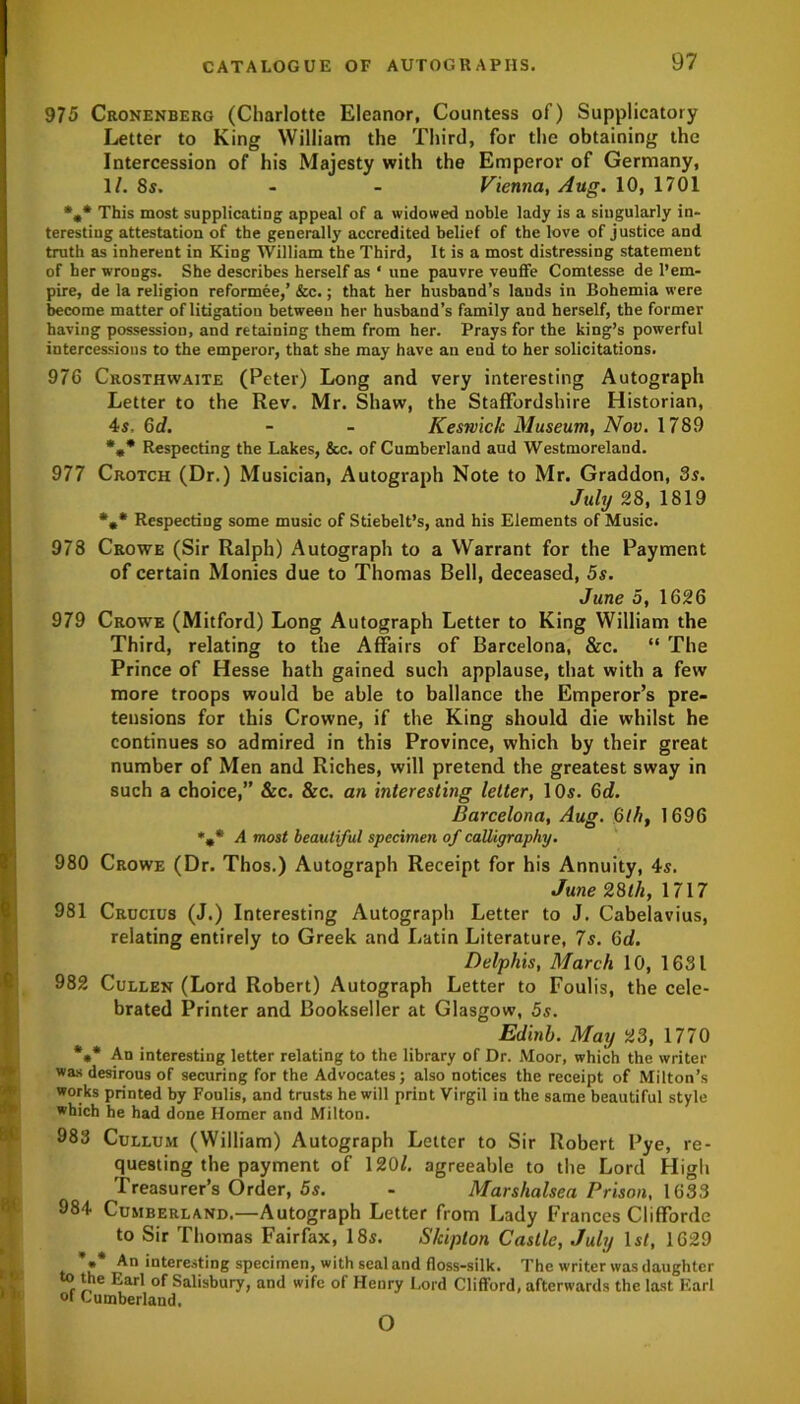 CATALOGUE OF AUTOGRAPHS. 97
975 Cronenberg (Charlotte Eleanor, Countess of) Supplicatory
Letter to King William the Third, for the obtaining the
Intercession of his Majesty with the Emperor of Germany,
1l. 8s. - - Vienna, Aug. 10, 1701
*** This most supplicating appeal of a widowed noble lady is a singularly in-
teresting attestation of the generally accredited belief of the love of justice and
truth as inherent in King William the Third, It is a most distressing statement
of her wrongs. She describes herself as ‘ une pauvre veuffe Comtesse de l’em-
pire, de la religion reformée,’ &c.; that her husband’s lands in Bohemia were
become matter of litigation between her husband’s family and herself, the former
having possession, and retaining them from her. Prays for the king’s powerful
intercessions to the emperor, that she may have an end to her solicitations.
976 Crosthwaite (Peter) Long and very interesting Autograph
Letter to the Rev. Mr. Shaw, the Staffordshire Historian,
4s. 6d. - - Keswick Museum, Nov. 1789
*** Respecting the Lakes, &c. of Cumberland and Westmoreland.
977 Crotch (Dr.) Musician, Autograph Note to Mr. Graddon, 3s.
July 28, 1819
*** Respecting some music of Stiebelt’s, and his Elements of Music.
978 Crowe (Sir Ralph) Autograph to a Warrant for the Payment
of certain Monies due to Thomas Bell, deceased, 5s.
June 5, 1626
979 Crowe (Mitford) Long Autograph Letter to King William the
Third, relating to the Affairs of Barcelona, &c. “ The
Prince of Hesse hath gained such applause, that with a few
more troops would be able to ballance the Emperor’s pre-
tensions for this Crowne, if the King should die whilst he
continues so admired in this Province, which by their great
number of Men and Riches, will pretend the greatest sway in
such a choice,” &c. &c. an interesting letter, 10s. 6d.
Barcelona, Aug. 6th, 1696
*** A most beautiful specimen of calligraphy.
980 Crowe (Dr. Thos.) Autograph Receipt for his Annuity, 4s.
June 28th, 1717
981 Crucius (J.) Interesting Autograph Letter to J. Cabelavius,
relating entirely to Greek and Latin Literature, 7s. 6d.
Delphis, March 10, 1631
982 Cullen (Lord Robert) Autograph Letter to Foulis, the cele-
brated Printer and Bookseller at Glasgow, 5s.
Edinb. May 23, 1770
*** An interesting letter relating to the library of Dr. Moor, which the writer
was desirous of securing for the Advocates; also notices the receipt of Milton’s
works printed by Foulis, and trusts he will print Virgil in the same beautiful style
which he had done Homer and Milton.
983 Cullum (William) Autograph Letter to Sir Robert Pye, re-
questing the payment of 120l. agreeable to the Lord High
Treasurer’s Order, 5s. - Marshalsea Prison, 1633
984 Cumberland.—Autograph Letter from Lady Frances Clifforde
to Sir Thomas Fairfax, 18s. Skipton Castle, July 1st, 1629
*** An interesting specimen, with seal and floss-silk. The writer was daughter
to the Earl of Salisbury, and wife of Henry Lord Clifford, afterwards the last Earl
of Cumberland.
O